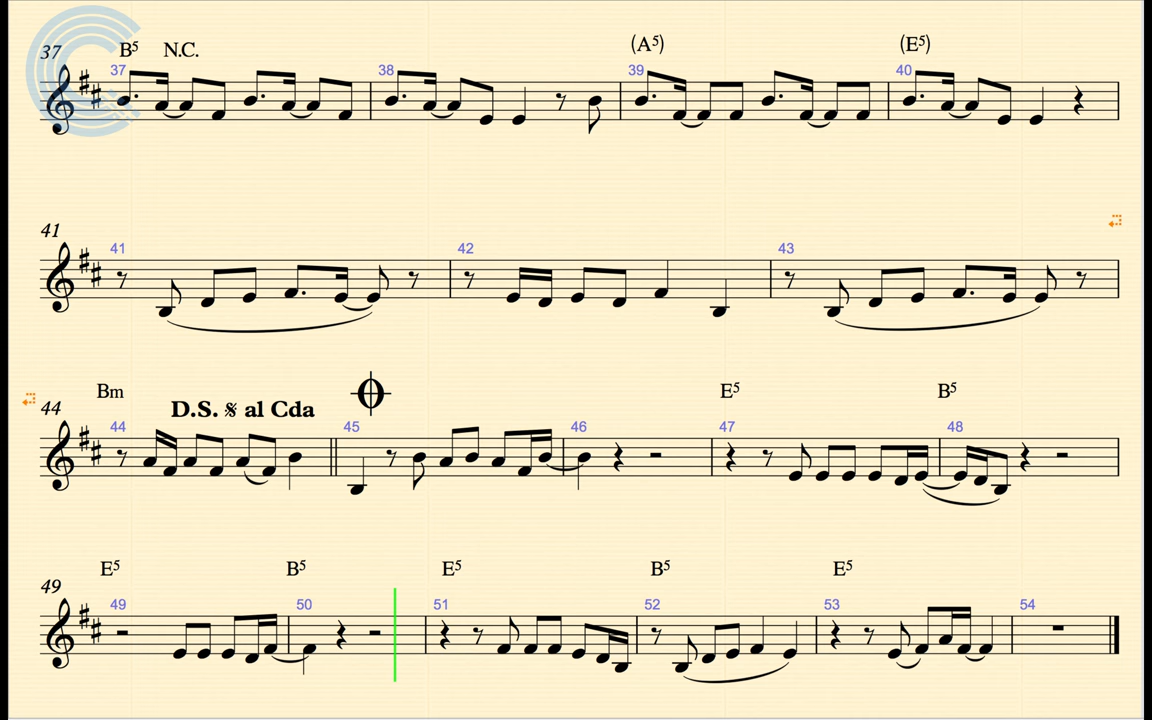 37 B5 N.C. (A5) (E5)
37 38 39 40
41
41 42 43
Bm E5 B5
44 D.S. 𝄋 al Cda
44 45 46 47 48
E5 B5 E5 B5 E5
49
49 50 51 52 53 54